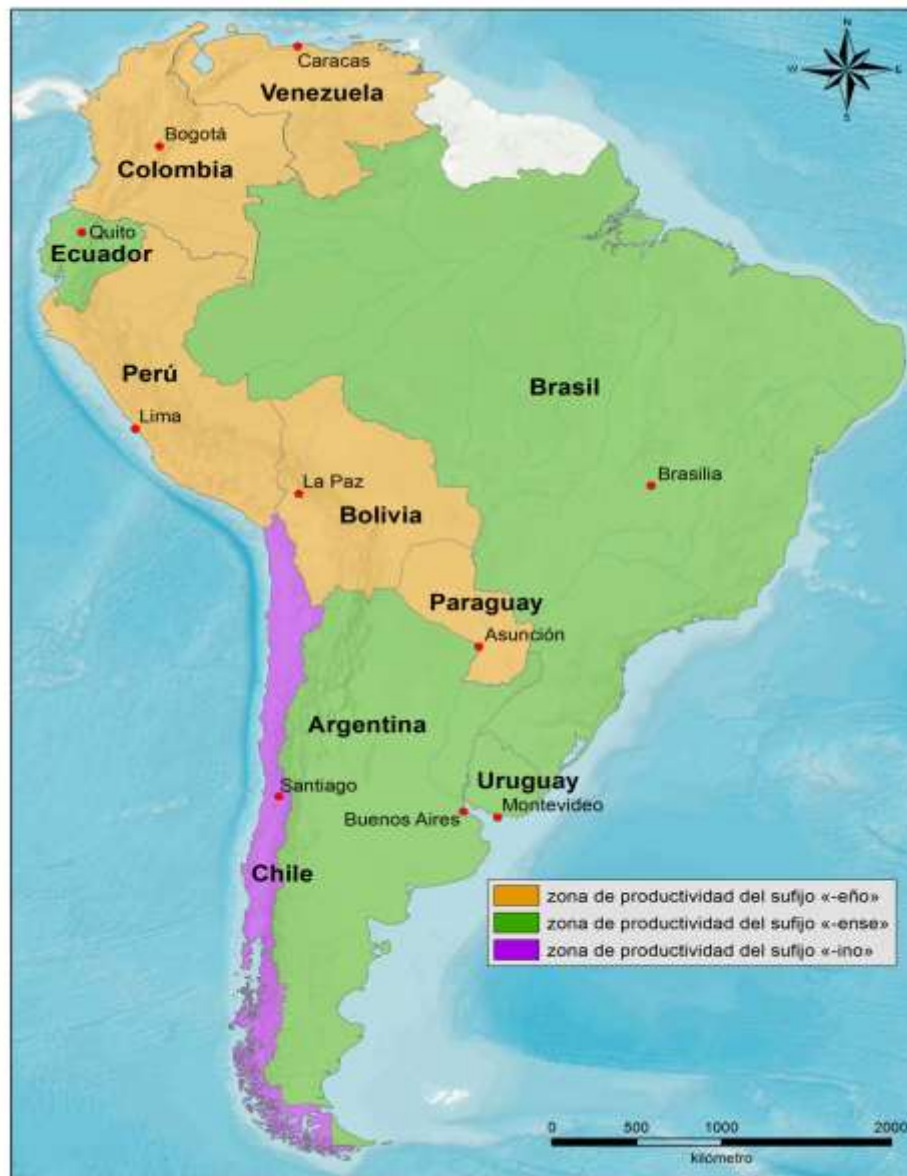 N
W
E
S
Caracas
Venezuela
Bogotá
Colombia
Quito
Ecuador
Perú
Lima
Brasil
Brasilia
La Paz
Bolivia
Paraguay
Asunción
Argentina
Uruguay
Santiago
Montevideo
Buenos Aires
Chile
zona de productividad del sufijo «-eño»
zona de productividad del sufijo «-ense»
zona de productividad del sufijo «-ino»
0 500 1000 2000
kilómetro